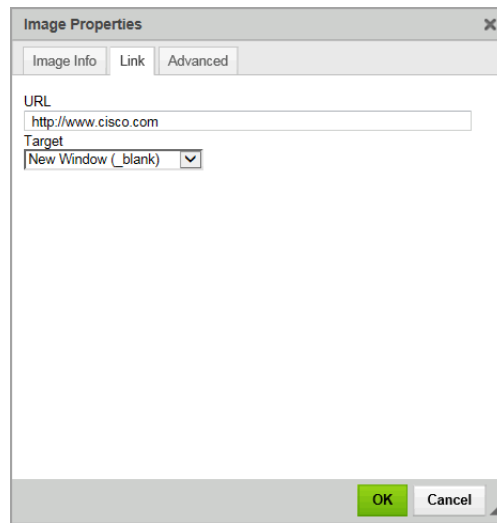 Image Properties
Image Info Link Advanced
URL
http://www.cisco.com
Target
New Window (_blank)
OK Cancel